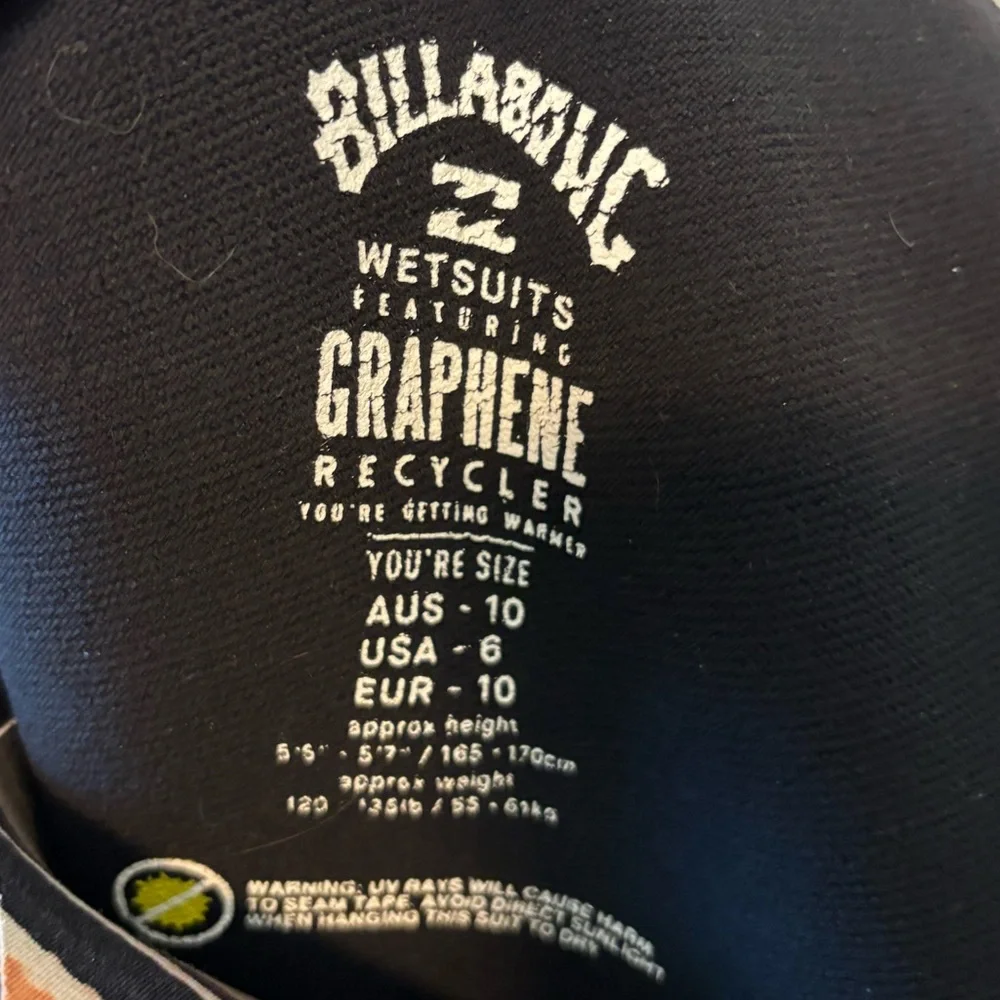 BILLABONG
WETSUITS
FEATURING
GRAPHENE
RECYCLER
YOU'RE GETTING WARMER
YOU'RE SIZE
AUS - 10
USA - 6
EUR - 10
approx height
5'6" - 5'7" / 165 - 170cm
approx weight
120 135lb / 55 - 61kg
WARNING: UV RAYS WILL CAUSE HARM
TO SEAM TAPE. AVOID DIRECT SUNLIGHT
WHEN HANGING THIS SUIT TO DRY